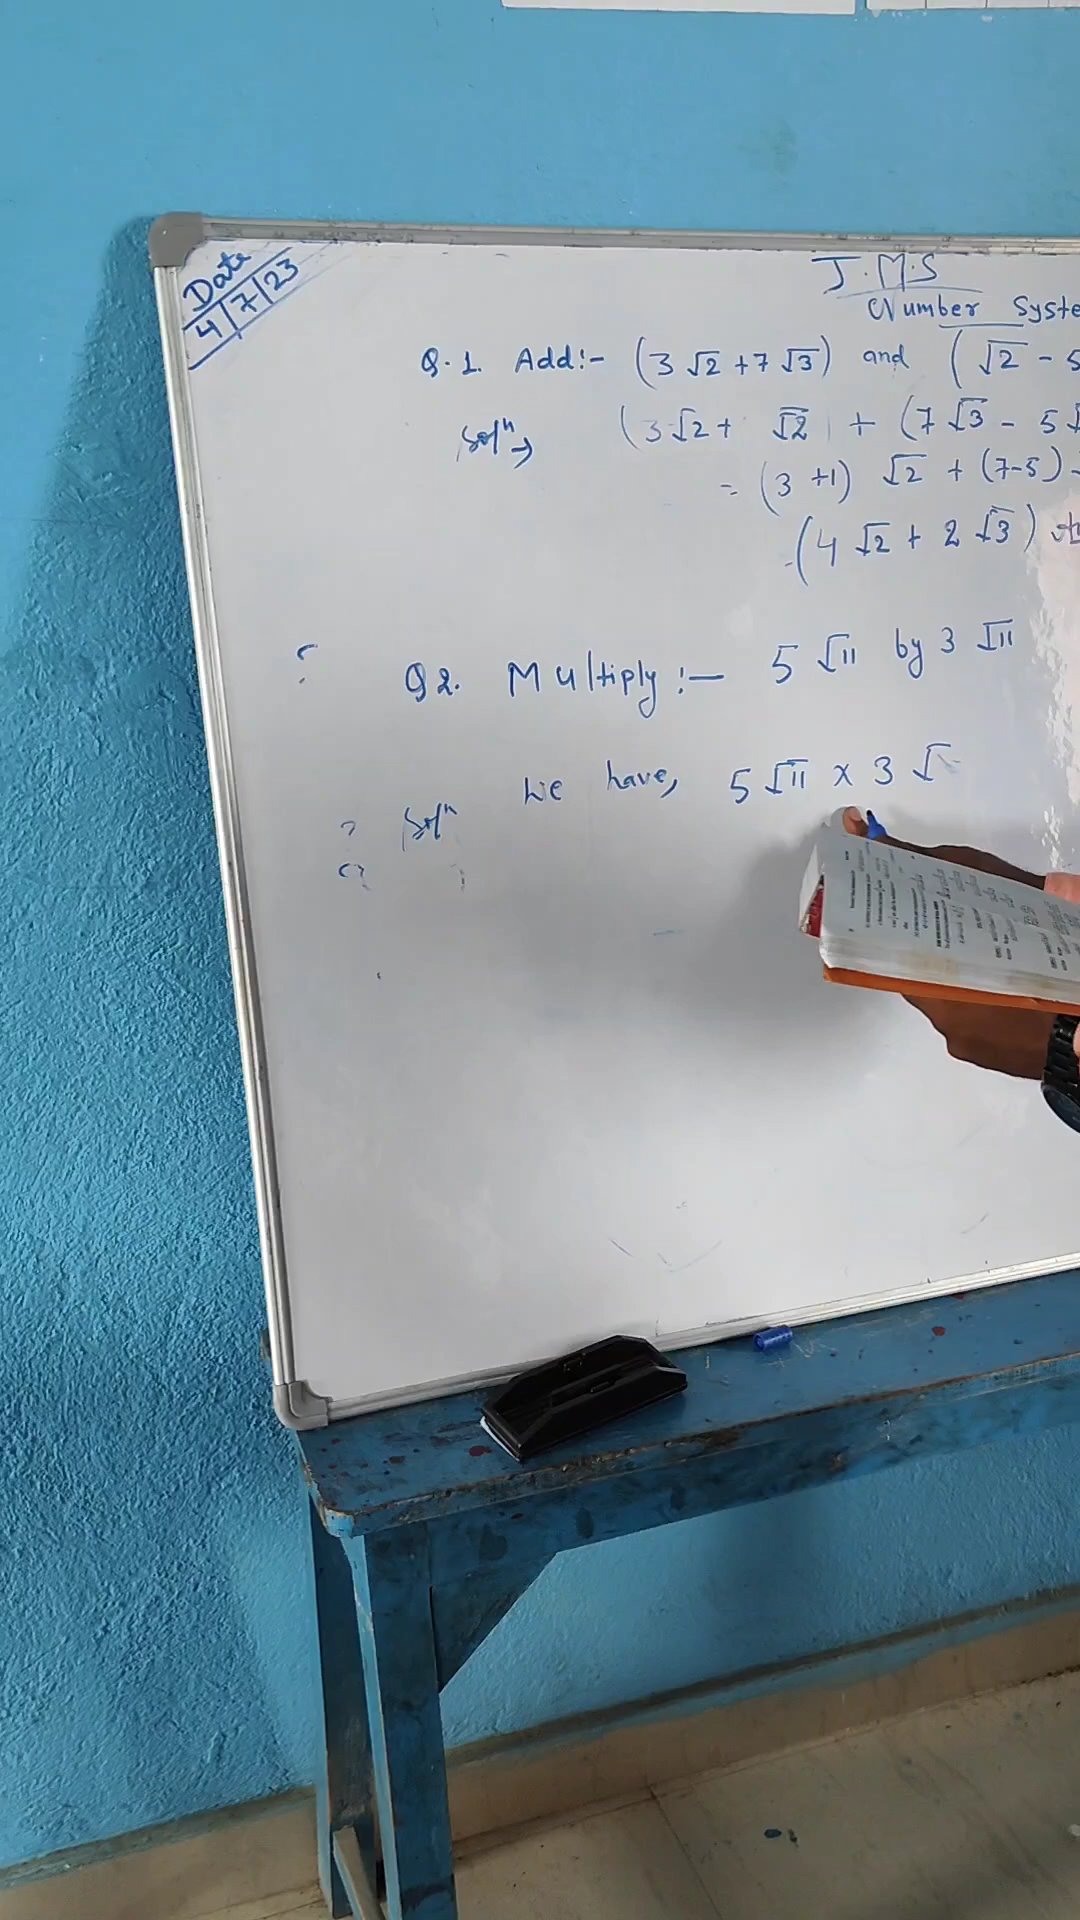 Date
4/7/23
J.M.S
Number Syste
Q.1. Add:- (3√2+7√3) and (√2 - 5
Solⁿ→ (3√2+ √2) + (7√3 - 5√
= (3+1) √2 + (7-5) √
(4√2+ 2√3)
Q2. Multiply:- 5√11 by 3√11
Solⁿ We have, 5√11 x 3√